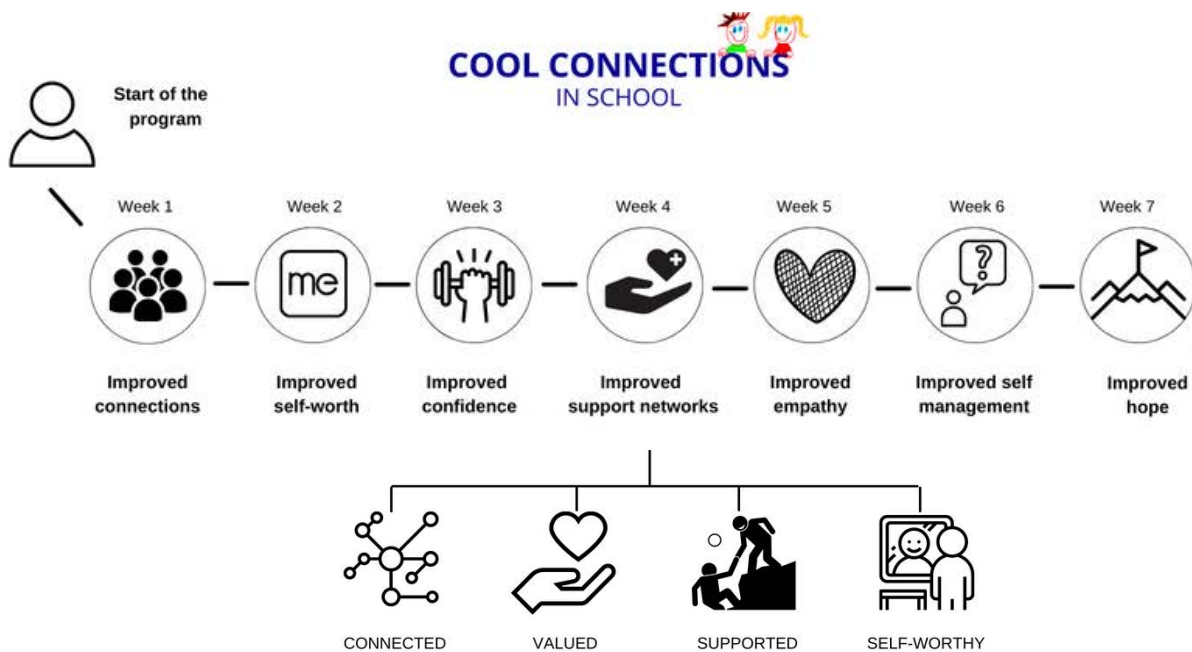 COOL CONNECTIONS
IN SCHOOL
Start of the
program
Week 1
Week 2
Week 3
Week 4
Week 5
Week 6
Week 7
me
?
Improved
connections
Improved
self-worth
Improved
confidence
Improved
support networks
Improved
empathy
Improved self
management
Improved
hope
CONNECTED
VALUED
SUPPORTED
SELF-WORTHY